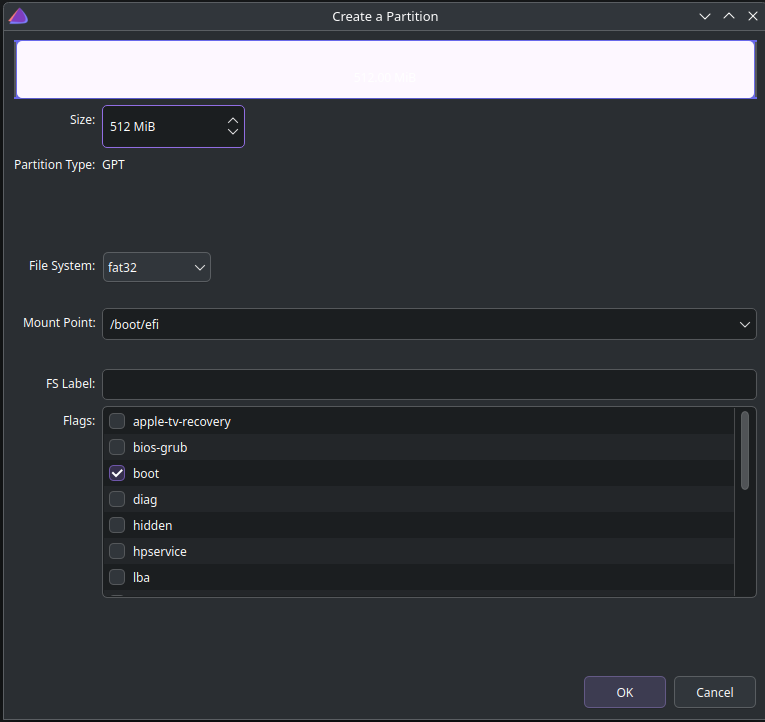 Create a Partition
Size: 512 MiB
Partition Type: GPT
File System: fat32
Mount Point: /boot/efi
FS Label:
Flags: apple-tv-recovery
bios-grub
boot
diag
hidden
hpservice
lba
OK Cancel